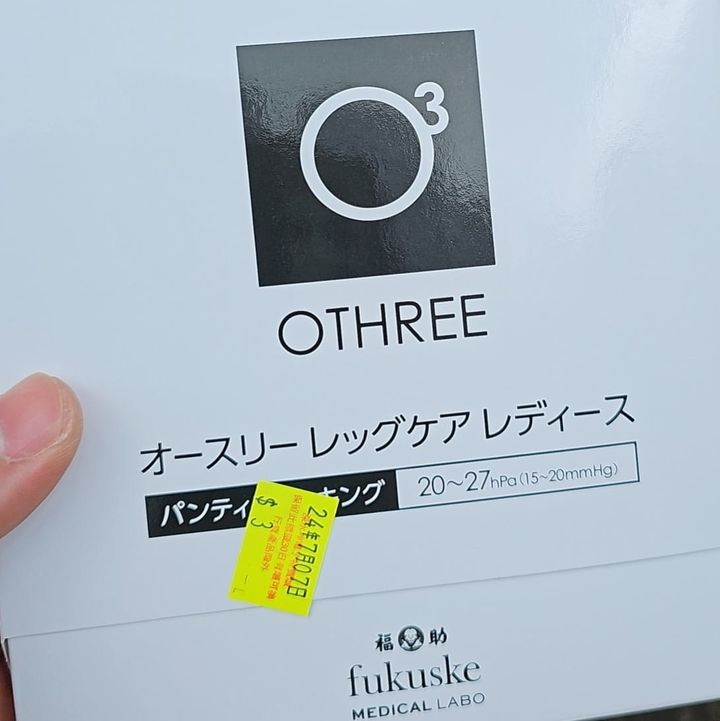 O3
OTHREE
オースリー レッグケア レディース
パンティ キング 20～27hPa(15~20mmHg)
24年7月07日
$ 3
福 助
fukuske
MEDICAL LABO